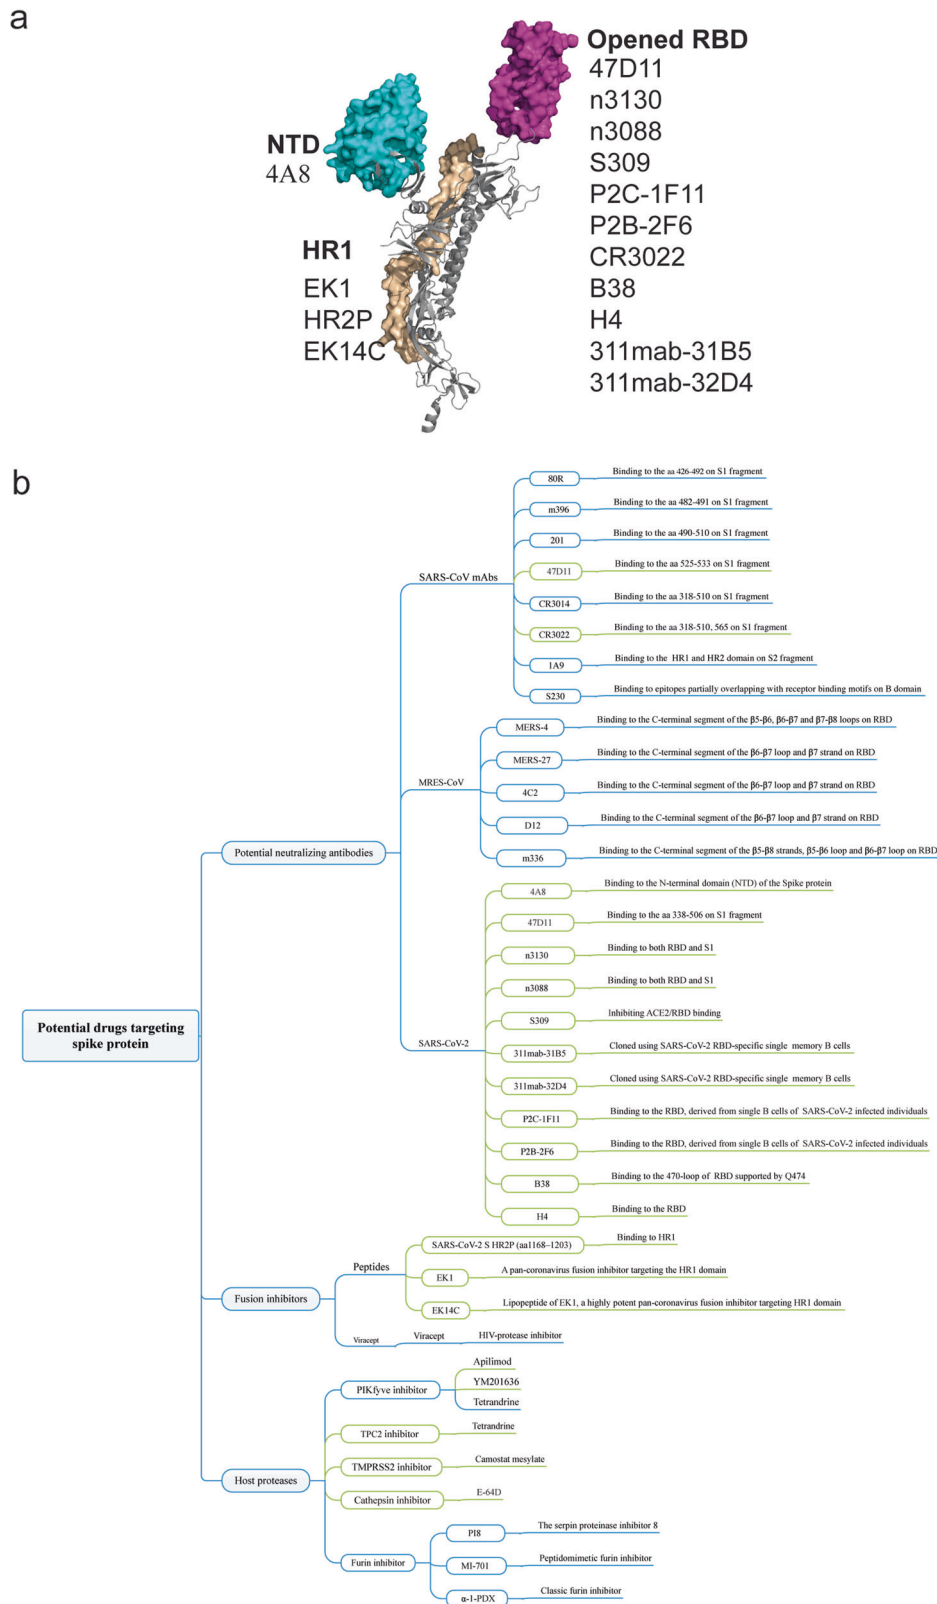 a
Opened RBD
47D11
n3130
n3088
S309
P2C-1F11
P2B-2F6
CR3022
B38
H4
311mab-31B5
311mab-32D4
NTD
4A8
HR1
EK1
HR2P
EK14C
b
Potential drugs targeting
spike protein
Potential neutralizing antibodies
SARS-CoV mAbs
80R
Binding to the aa 426-492 on S1 fragment
m396
Binding to the aa 482-491 on S1 fragment
201
Binding to the aa 490-510 on S1 fragment
47D11
Binding to the aa 525-533 on S1 fragment
CR3014
Binding to the aa 318-510 on S1 fragment
CR3022
Binding to the aa 318-510, 565 on S1 fragment
1A9
Binding to the HR1 and HR2 domain on S2 fragment
S230
Binding to epitopes partially overlapping with receptor binding motifs on B domain
MRES-CoV
MERS-4
Binding to the C-terminal segment of the β5-β6, β6-β7 and β7-β8 loops on RBD
MERS-27
Binding to the C-terminal segment of the β6-β7 loop and β7 strand on RBD
4C2
Binding to the C-terminal segment of the β6-β7 loop and β7 strand on RBD
D12
Binding to the C-terminal segment of the β6-β7 loop and β7 strand on RBD
m336
Binding to the C-terminal segment of the β5-β8 strands, β5-β6 loop and β6-β7 loop on RBD
SARS-CoV-2
4A8
Binding to the N-terminal domain (NTD) of the Spike protein
47D11
Binding to the aa 338-506 on S1 fragment
n3130
Binding to both RBD and S1
n3088
Binding to both RBD and S1
S309
Inhibiting ACE2/RBD binding
311mab-31B5
Cloned using SARS-CoV-2 RBD-specific single memory B cells
311mab-32D4
Cloned using SARS-CoV-2 RBD-specific single memory B cells
P2C-1F11
Binding to the RBD, derived from single B cells of SARS-CoV-2 infected individuals
P2B-2F6
Binding to the RBD, derived from single B cells of SARS-CoV-2 infected individuals
B38
Binding to the 470-loop of RBD supported by Q474
H4
Binding to the RBD
Fusion inhibitors
Peptides
SARS-CoV-2 S HR2P (aa1168–1203)
Binding to HR1
EK1
A pan-coronavirus fusion inhibitor targeting the HR1 domain
EK14C
Lipopeptide of EK1, a highly potent pan-coronavirus fusion inhibitor targeting HR1 domain
Viracept
Viracept
HIV-protease inhibitor
Host proteases
PIKfyve inhibitor
Apilimod
YM201636
Tetrandrine
TPC2 inhibitor
Tetrandrine
TMPRSS2 inhibitor
Camostat mesylate
Cathepsin inhibitor
E-64D
Furin inhibitor
PI8
The serpin proteinase inhibitor 8
MI-701
Peptidomimetic furin inhibitor
α-1-PDX
Classic furin inhibitor